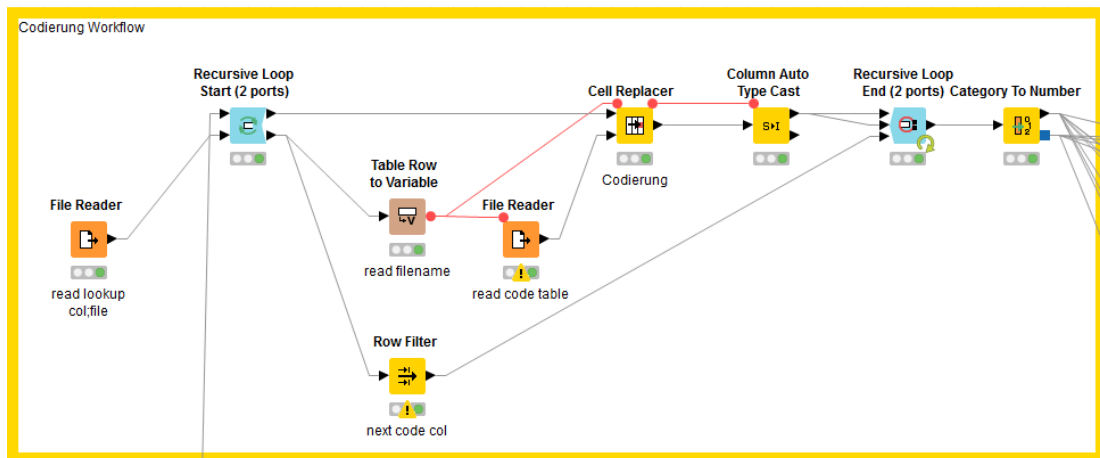 Codierung Workflow
Recursive Loop
Start (2 ports)
Cell Replacer
Column Auto
Type Cast
Recursive Loop
End (2 ports)
Category To Number
S▸I
Codierung
Table Row
to Variable
V
read filename
File Reader
read code table
File Reader
read lookup
col;file
Row Filter
next code col